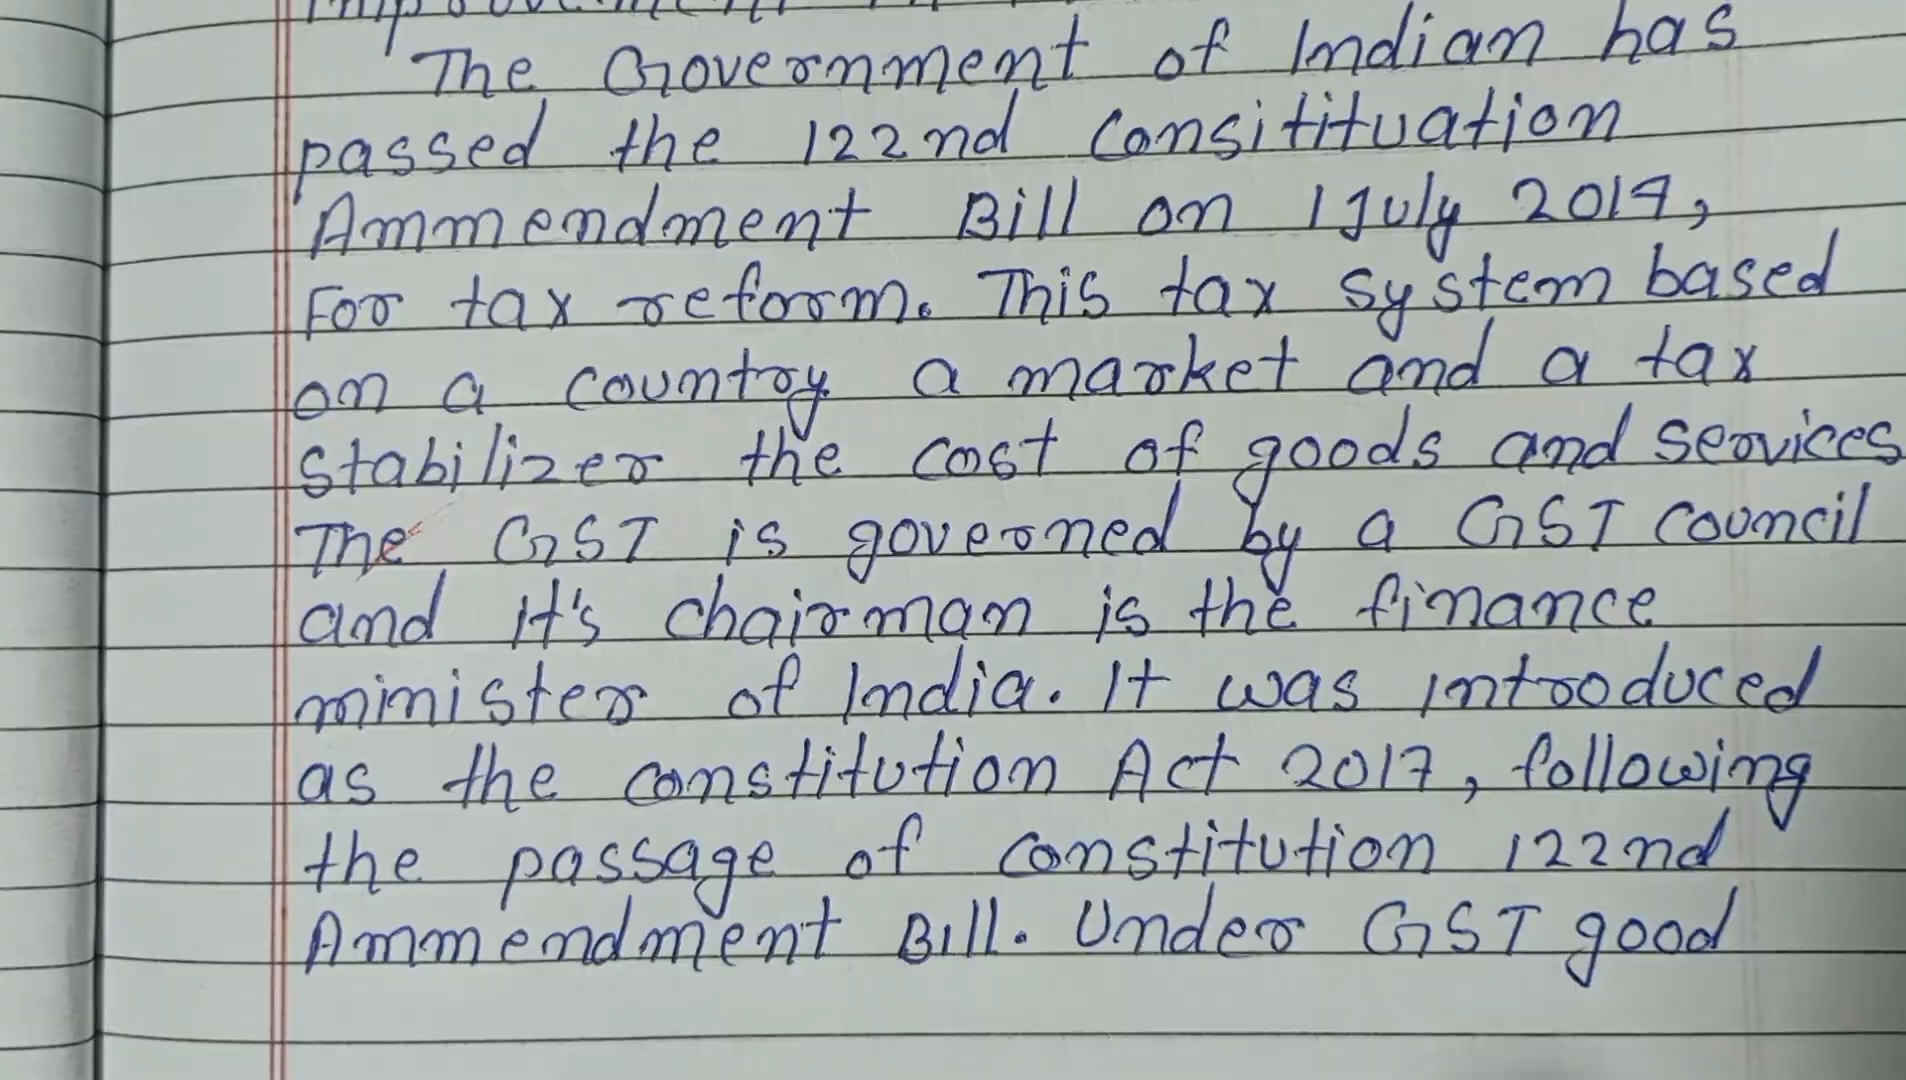 The Government of Indian has
passed the 122nd Consitituation
Ammendment Bill on 1 July 2017,
For tax reform. This tax system based
on a country a market and a tax
stabilizer the cost of goods and services
The GST is governed by a GST Council
and it's chairman is the finance
minister of India. It was introduced
as the constitution Act 2017, following
the passage of constitution 122nd
Ammendment Bill. Under GST good